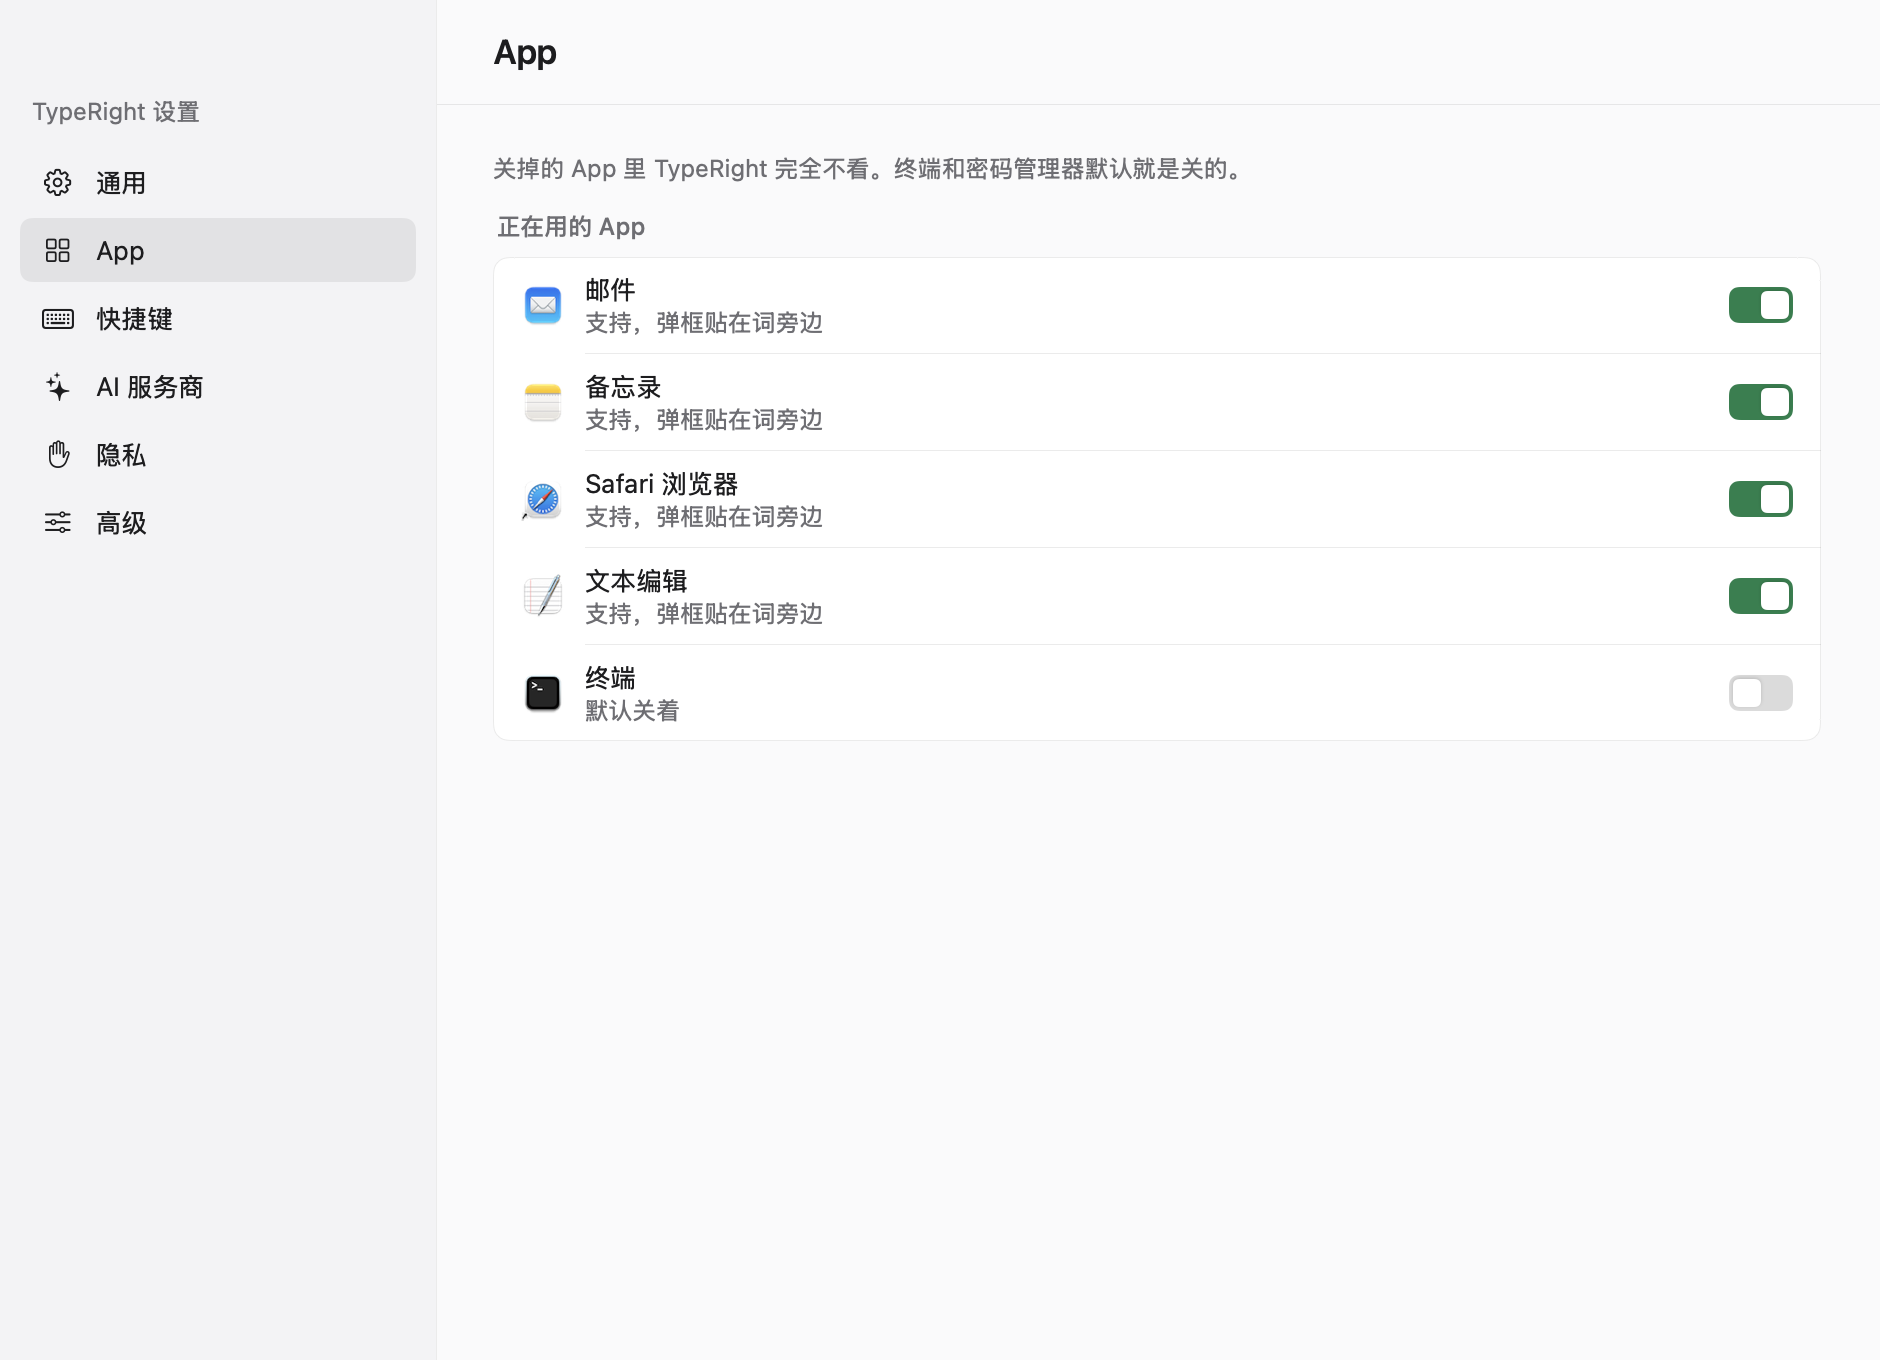 App
TypeRight 设置
通用
App
快捷键
AI 服务商
隐私
高级
关掉的 App 里 TypeRight 完全不看。终端和密码管理器默认就是关的。
正在用的 App
邮件
支持，弹框贴在词旁边
备忘录
支持，弹框贴在词旁边
Safari 浏览器
支持，弹框贴在词旁边
文本编辑
支持，弹框贴在词旁边
终端
默认关着